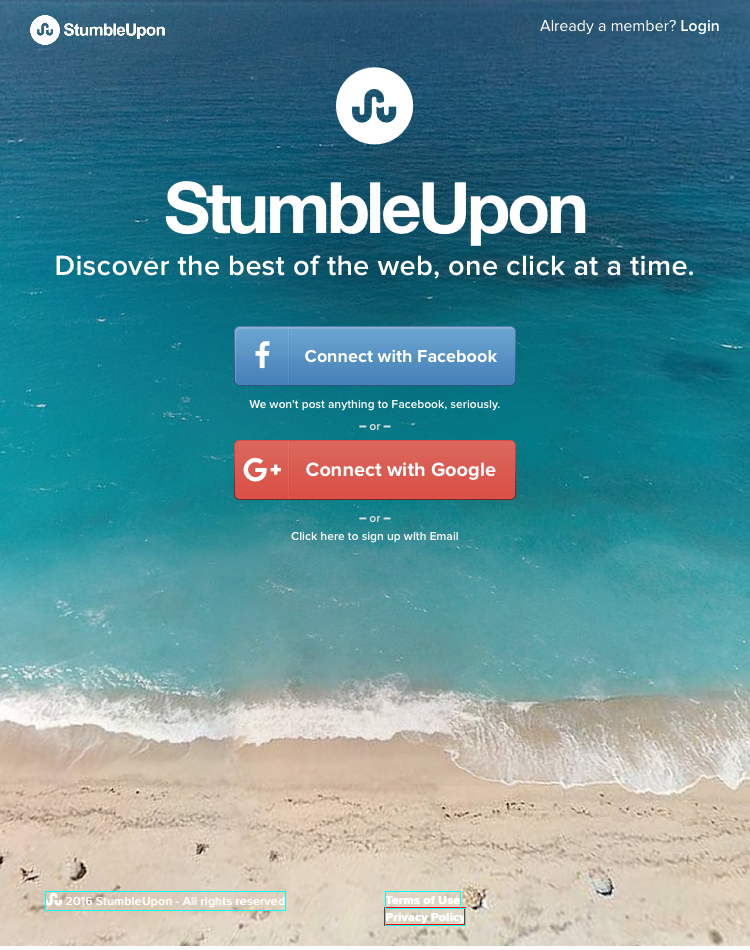 StumbleUpon
Already a member? Login
StumbleUpon
Discover the best of the web, one click at a time.
Connect with Facebook
We won't post anything to Facebook, seriously.
– or –
G+ Connect with Google
– or –
Click here to sign up with Email
2016 StumbleUpon - All rights reserved
Terms of Use
Privacy Policy